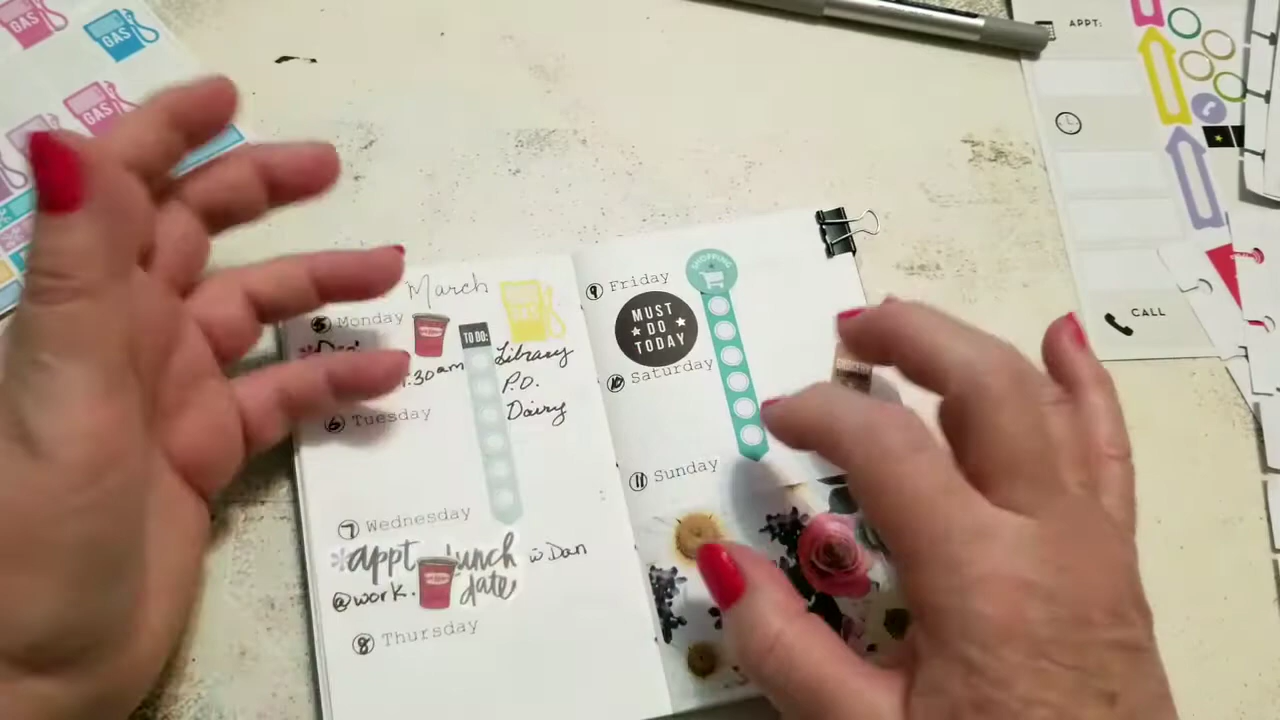 GAS
GAS
GAS
APPT:
CALL
March
5 Monday
TO DO:
:30am
Library
P.O.
Dairy
6 Tuesday
7 Wednesday
*appt lunch date w Dan
@work.
8 Thursday
9 Friday
SHOPPING
MUST
DO
TODAY
10 Saturday
11 Sunday